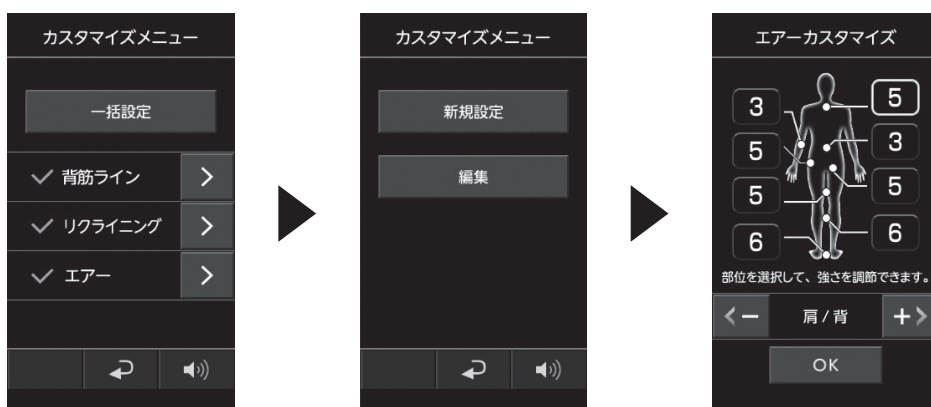 カスタマイズメニュー
一括設定
背筋ライン
リクライニング
エアー
カスタマイズメニュー
新規設定
編集
エアーカスタマイズ
3
5
5
3
5
5
6
6
部位を選択して、強さを調節できます。
肩/背
OK